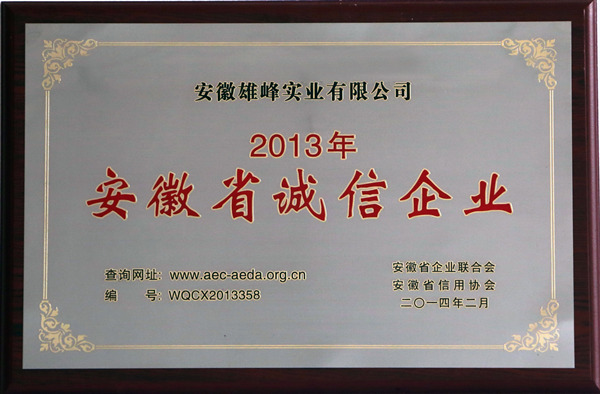 安徽雄峰实业有限公司
2013年
安徽省诚信企业
查询网址: www.aec-aeda.org.cn
编 号: WQCX2013358
安徽省企业联合会
安徽省信用协会
二〇一四年二月